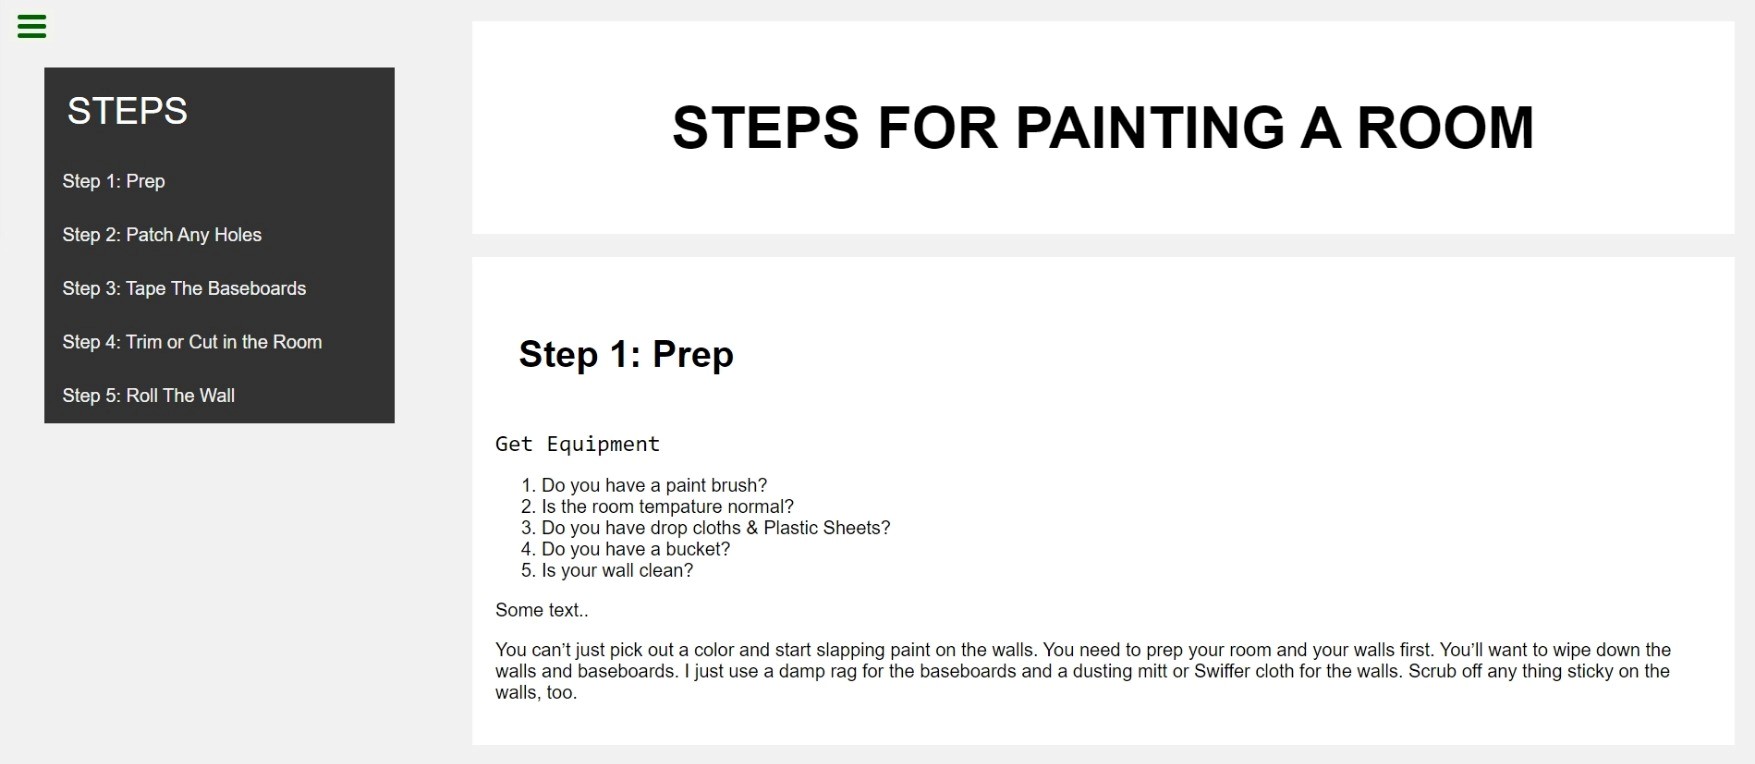 STEPS
Step 1: Prep
Step 2: Patch Any Holes
Step 3: Tape The Baseboards
Step 4: Trim or Cut in the Room
Step 5: Roll The Wall
STEPS FOR PAINTING A ROOM
Step 1: Prep
Get Equipment
1. Do you have a paint brush?
2. Is the room tempature normal?
3. Do you have drop cloths & Plastic Sheets?
4. Do you have a bucket?
5. Is your wall clean?
Some text..
You can’t just pick out a color and start slapping paint on the walls. You need to prep your room and your walls first. You’ll want to wipe down the
walls and baseboards. I just use a damp rag for the baseboards and a dusting mitt or Swiffer cloth for the walls. Scrub off any thing sticky on the
walls, too.